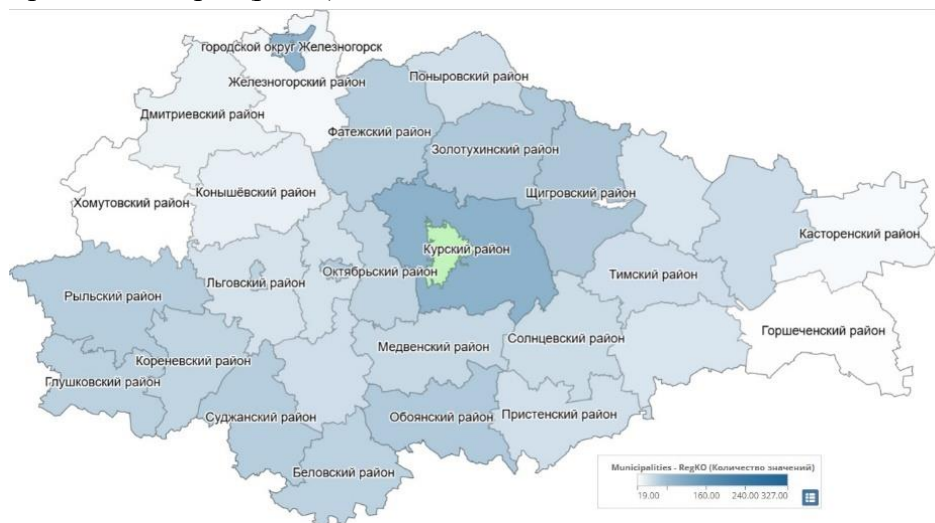 городской округ Железногорск
Поныровский район
Железногорский район
Дмитриевский район
Фатежский район
Золотухинский район
Конышёвский район
Щигровский район
Хомутовский район
Касторенский район
Курский район
Октябрьский район
Тимский район
Льговский район
Рыльский район
Горшеченский район
Солнцевский район
Медвенский район
Кореневский район
Глушковский район
Суджанский район
Обоянский район
Пристенский район
Беловский район
Municipalities - RegKO (Количество значений)
19.00 160.00 240.00 327.00